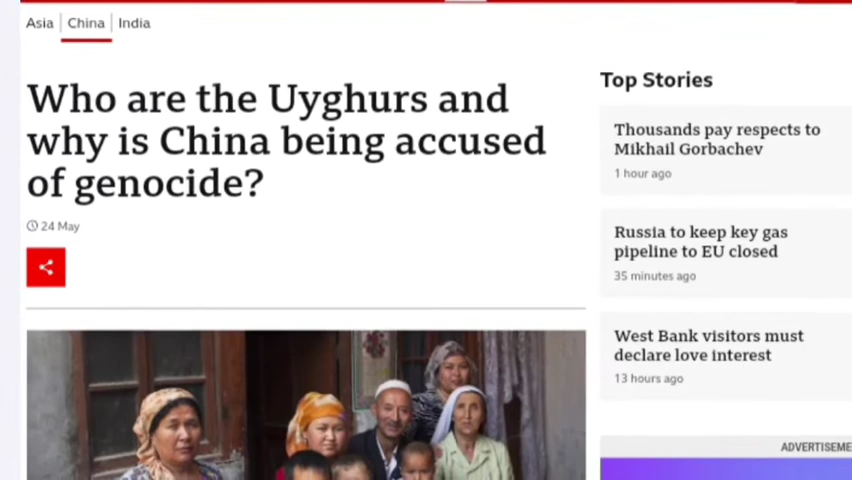 Asia China India
Who are the Uyghurs and
why is China being accused
of genocide?
24 May
Top Stories
Thousands pay respects to
Mikhail Gorbachev
1 hour ago
Russia to keep key gas
pipeline to EU closed
35 minutes ago
West Bank visitors must
declare love interest
13 hours ago
ADVERTISEME